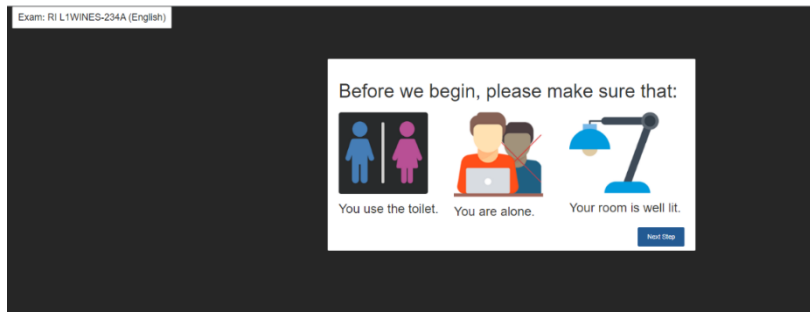 Exam: RI L1WINES-234A (English)
Before we begin, please make sure that:
You use the toilet.
You are alone.
Your room is well lit.
Next Step